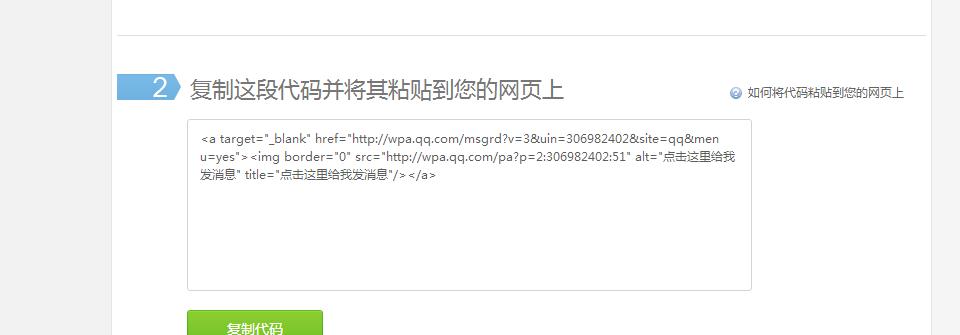 2 复制这段代码并将其粘贴到您的网页上 如何将代码粘贴到您的网页上
<a target="_blank" href="http://wpa.qq.com/msgrd?v=3&uin=306982402&site=qq&men
u=yes"><img border="0" src="http://wpa.qq.com/pa?p=2:306982402:51" alt="点击这里给我
发消息" title="点击这里给我发消息"/></a>
复制代码